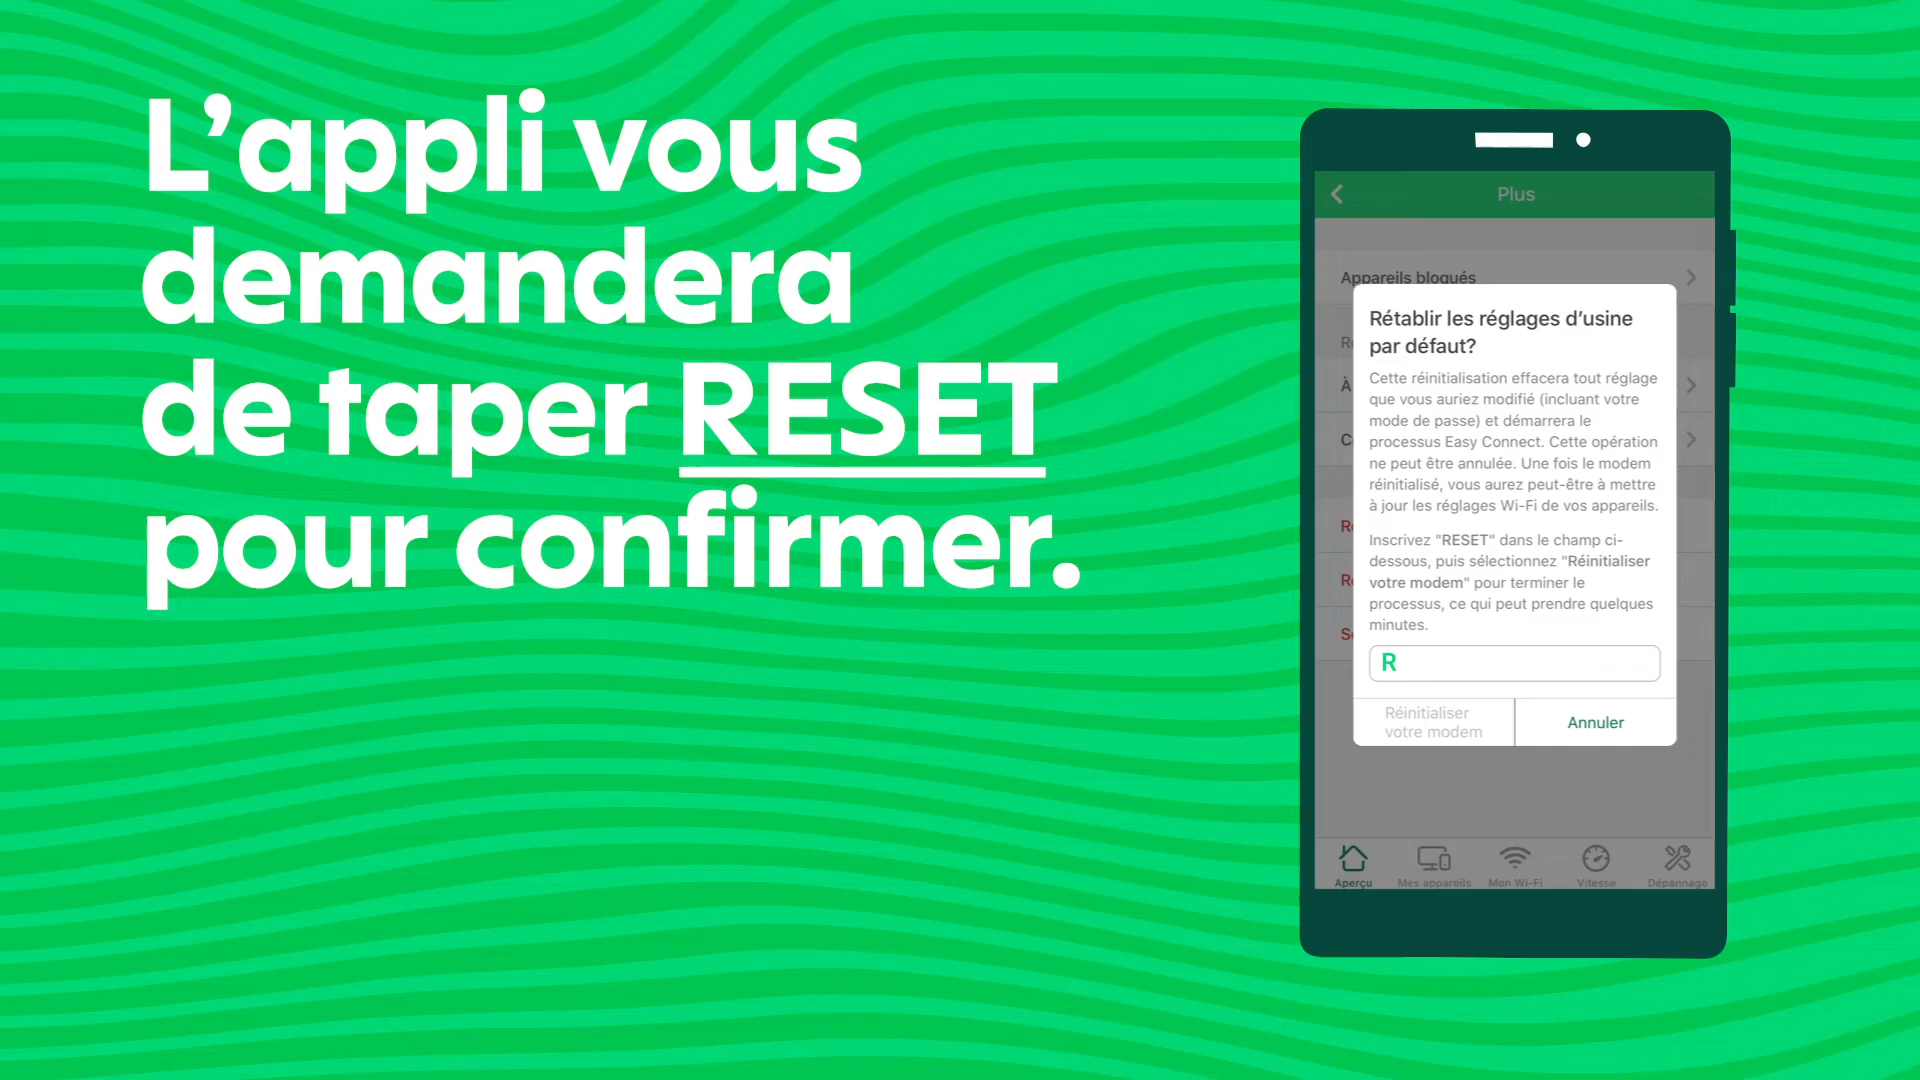 L’appli vous
demandera
de taper RESET
pour confirmer.
Plus
Appareils bloqués
Rétablir les réglages d’usine
par défaut?
Cette réinitialisation effacera tout réglage
que vous auriez modifié (incluant votre
mode de passe) et démarrera le
processus Easy Connect. Cette opération
ne peut être annulée. Une fois le modem
réinitialisé, vous aurez peut-être à mettre
à jour les réglages Wi-Fi de vos appareils.
Inscrivez "RESET" dans le champ ci-
dessous, puis sélectionnez "Réinitialiser
votre modem" pour terminer le
processus, ce qui peut prendre quelques
minutes.
R
Réinitialiser
votre modem
Annuler
Aperçu
Mes appareils
Mon Wi-Fi
Vitesse
Dépannage